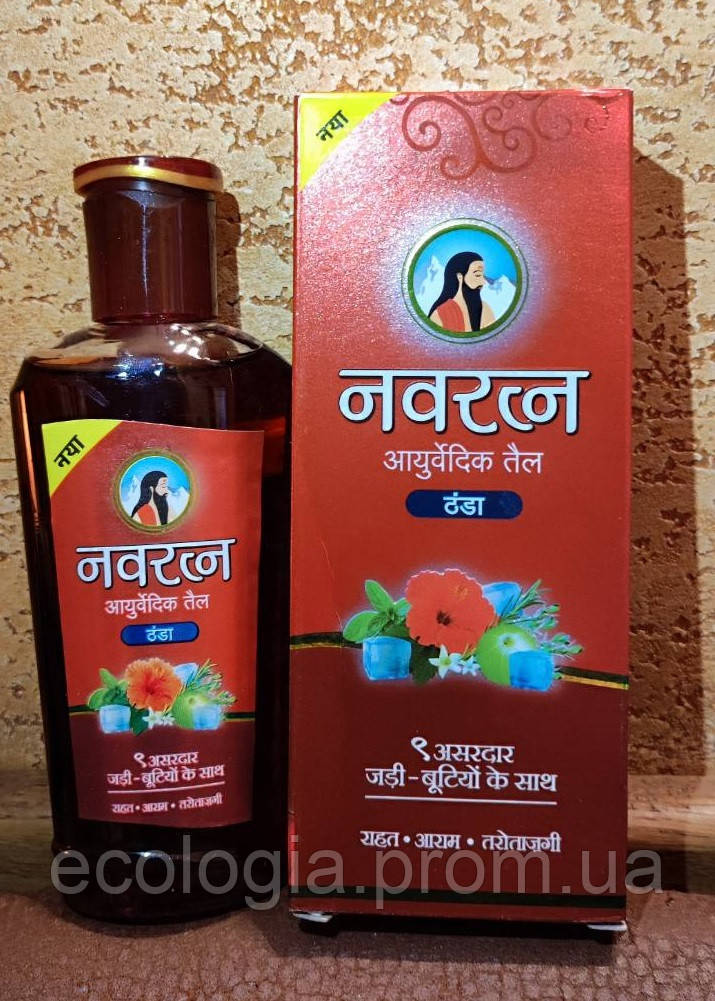 नया
नवरत्न
आयुर्वेदिक तैल
ठंडा
९ असरदार
जड़ी-बूटियों के साथ
राहत • आराम • तरोताज़गी
नया
नवरत्न
आयुर्वेदिक तैल
ठंडा
९ असरदार
जड़ी-बूटियों के साथ
राहत • आराम • तरोताज़गी
ecologia.prom.ua